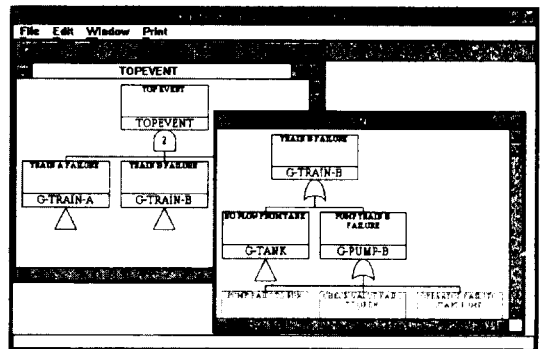 File Edit Window Print
TOPEVENT
TOP EVENT
TOPEVENT
2
TRAIN A FAILURE
TRAIN B FAILURE
G-TRAIN-A
G-TRAIN-B
TRAIN B FAILURE
G-TRAIN-B
NO FLOW FROM TANK
PUMP TRAIN B
FAILURE
G-TANK
G-PUMP-B